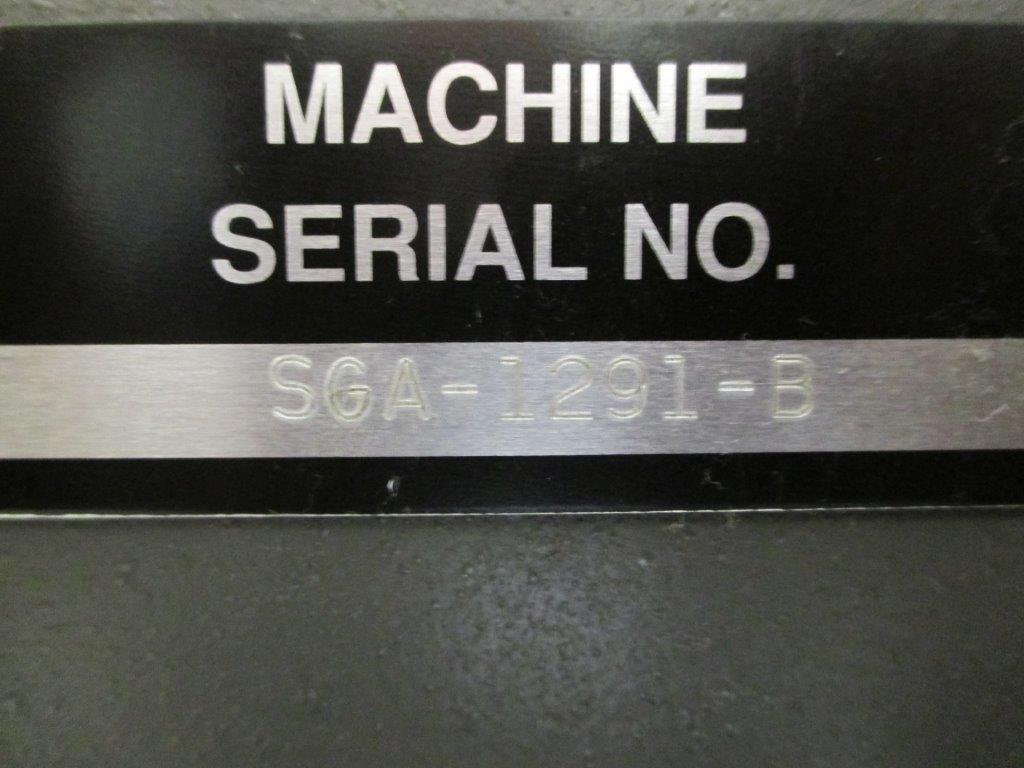 MACHINE
SERIAL NO.
SGA-1291-B